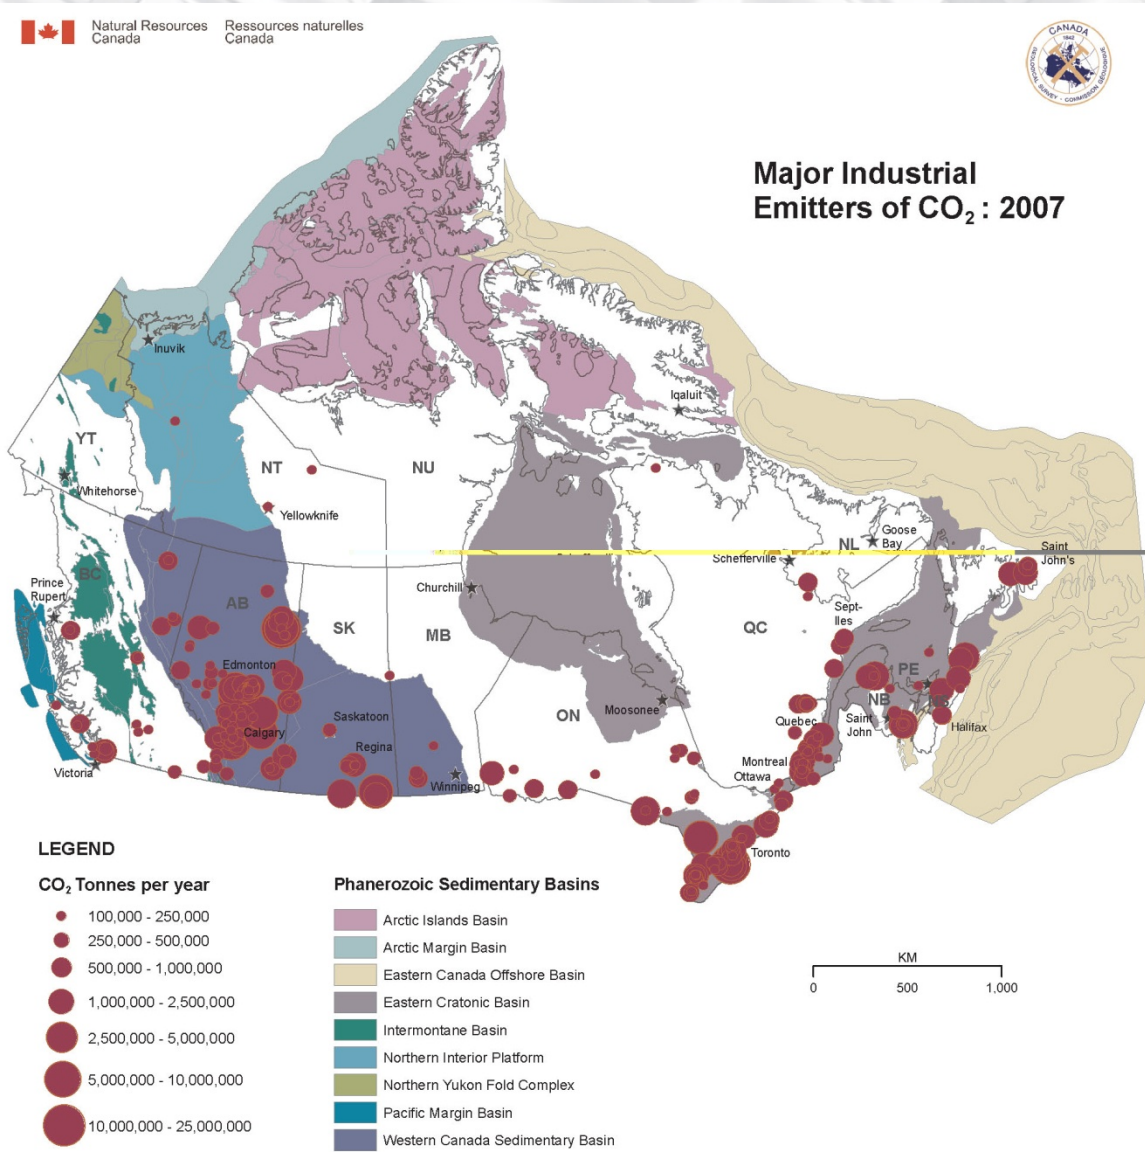 Natural Resources Canada
Ressources naturelles Canada
CANADA
1842
GEOLOGICAL SURVEY - COMMISSION GÉOLOGIQUE
Major Industrial
Emitters of CO₂ : 2007
Inuvik
Iqaluit
YT
NT
NU
Whitehorse
Yellowknife
Goose
Bay
NL
Schefferville
Saint
John's
BC
Prince
Rupert
Churchill
AB
SK
MB
QC
Sept-
Iles
Edmonton
PE
NB
ON
Moosonee
Saskatoon
Calgary
Regina
Quebec
Saint
John
Halifax
Victoria
Winnipeg
Montreal
Ottawa
Toronto
LEGEND
CO₂ Tonnes per year
100,000 - 250,000
250,000 - 500,000
500,000 - 1,000,000
1,000,000 - 2,500,000
2,500,000 - 5,000,000
5,000,000 - 10,000,000
10,000,000 - 25,000,000
Phanerozoic Sedimentary Basins
Arctic Islands Basin
Arctic Margin Basin
Eastern Canada Offshore Basin
Eastern Cratonic Basin
Intermontane Basin
Northern Interior Platform
Northern Yukon Fold Complex
Pacific Margin Basin
Western Canada Sedimentary Basin
KM
0 500 1,000